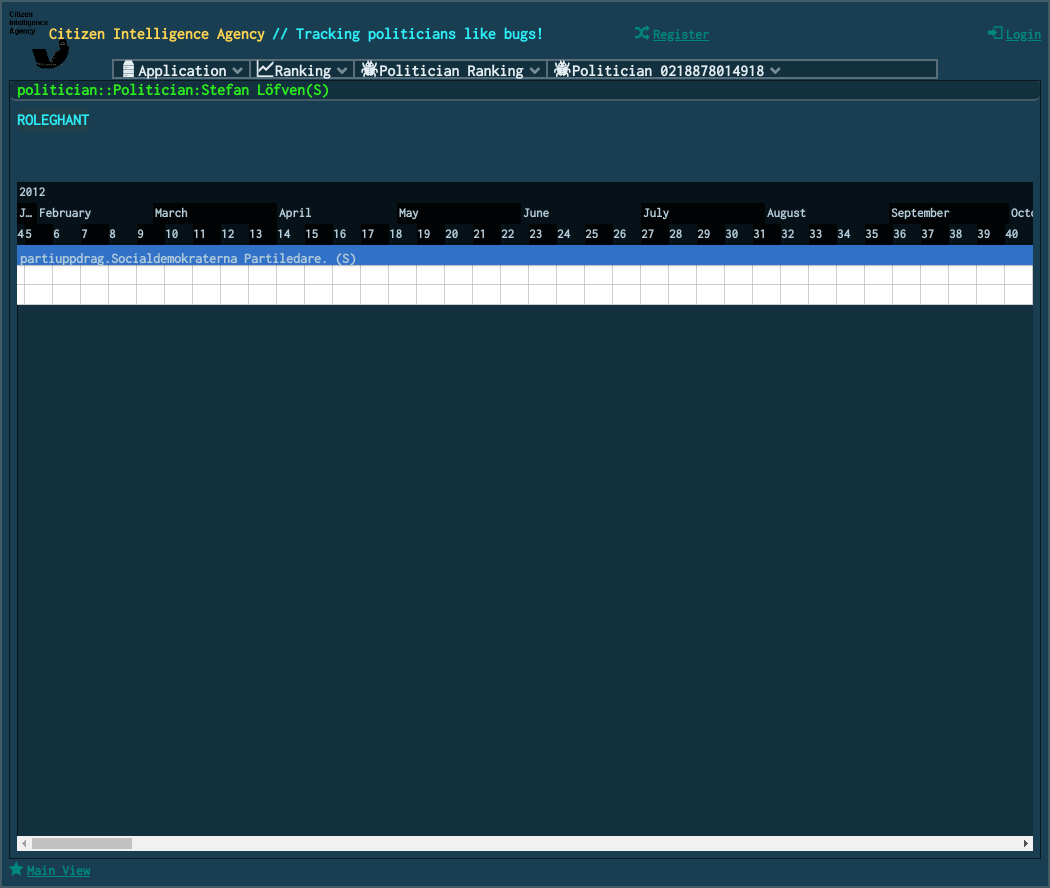 Citizen
Intelligence
Agency
Citizen Intelligence Agency // Tracking politicians like bugs!
Register
Login
Application
Ranking
Politician Ranking
Politician 0218878014918
politician::Politician:Stefan Löfven(S)
ROLEGHANT
2012
J… February March April May June July August September Octo
4 5 6 7 8 9 10 11 12 13 14 15 16 17 18 19 20 21 22 23 24 25 26 27 28 29 30 31 32 33 34 35 36 37 38 39 40
partiuppdrag.Socialdemokraterna Partiledare. (S)
Main View